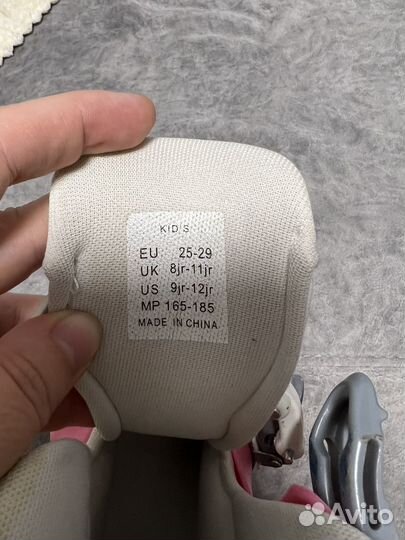 KID'S
EU 25-29
UK 8jr-11jr
US 9jr-12jr
MP 165-185
MADE IN CHINA
Avito